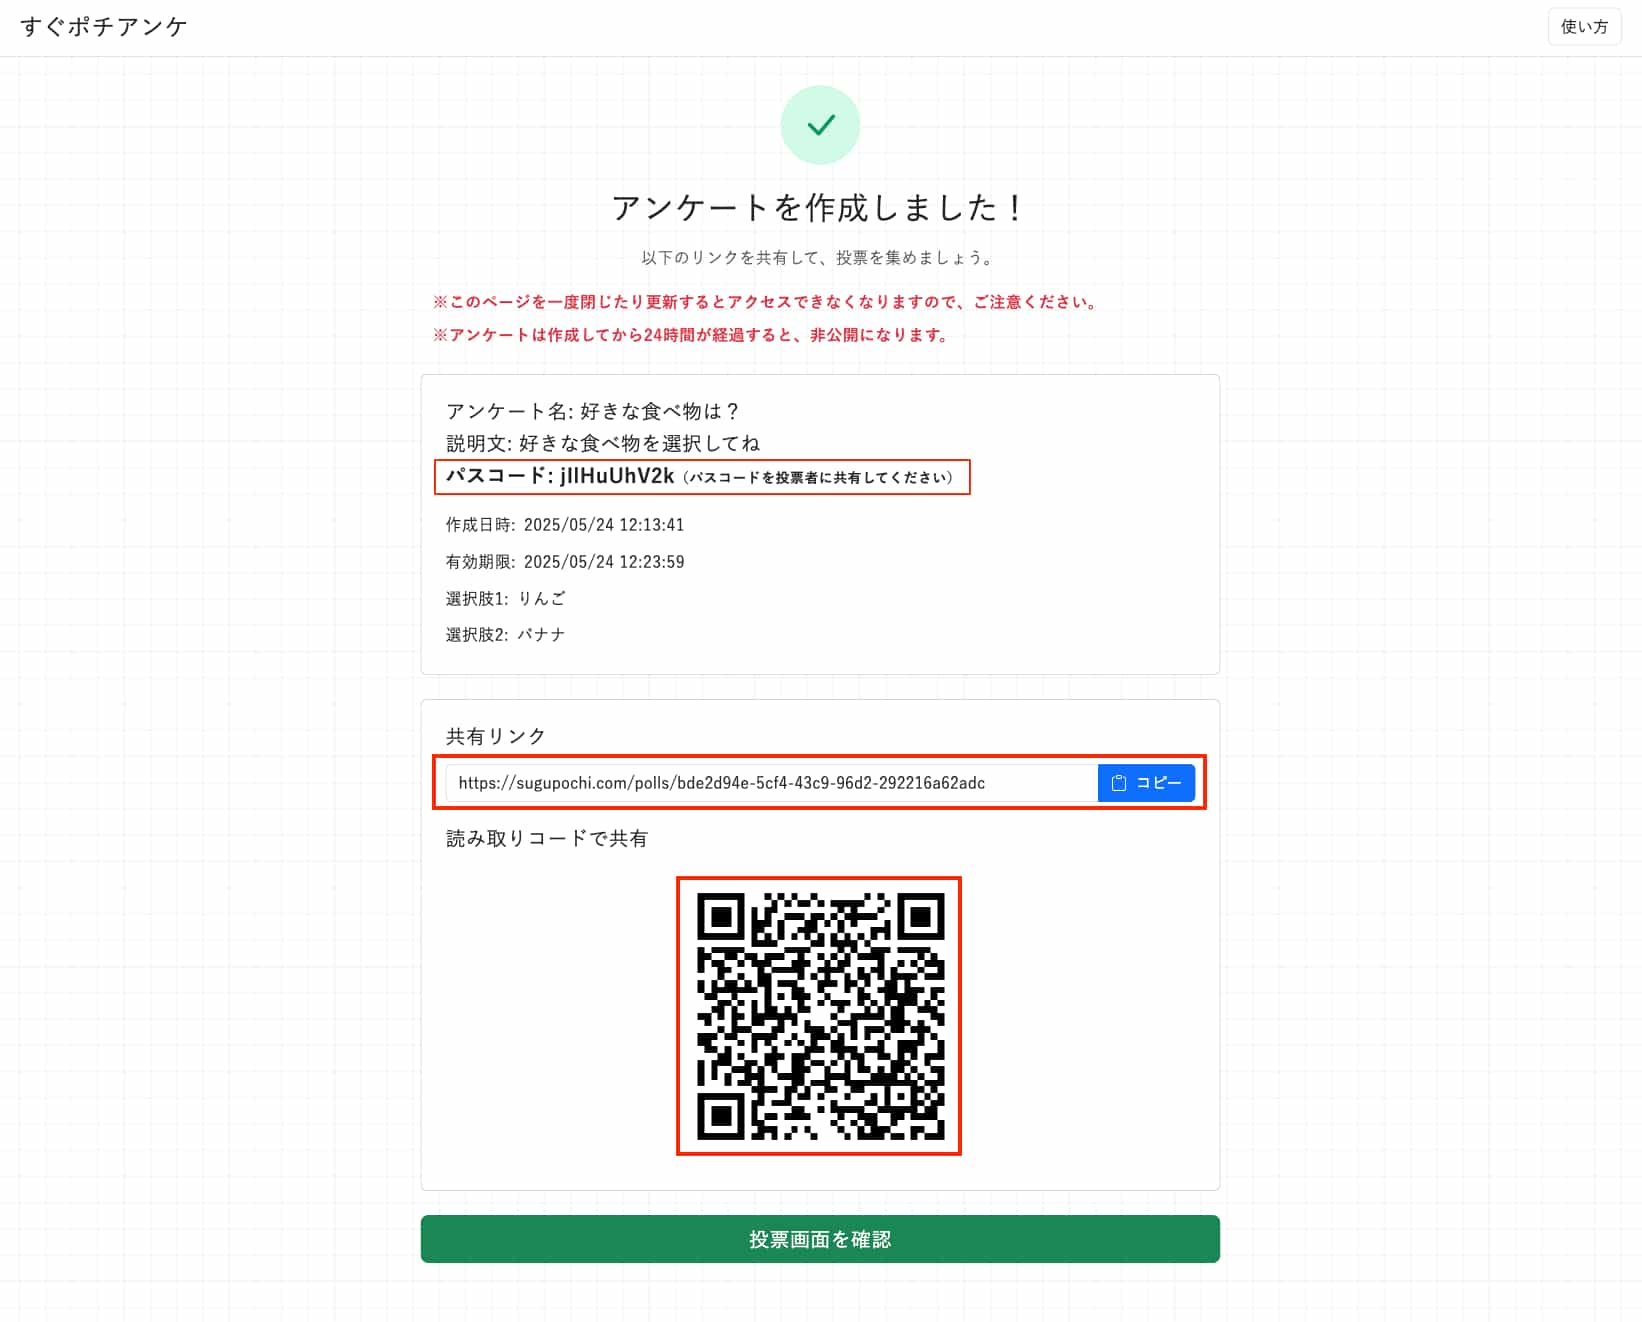 すぐポチアンケ
使い方
アンケートを作成しました！
以下のリンクを共有して、投票を集めましょう。
※このページを一度閉じたり更新するとアクセスできなくなりますので、ご注意ください。
※アンケートは作成してから24時間が経過すると、非公開になります。
アンケート名: 好きな食べ物は？
説明文: 好きな食べ物を選択してね
パスコード: jIlHuUhV2k（パスコードを投票者に共有してください）
作成日時: 2025/05/24 12:13:41
有効期限: 2025/05/24 12:23:59
選択肢1: りんご
選択肢2: バナナ
共有リンク
https://sugupochi.com/polls/bde2d94e-5cf4-43c9-96d2-292216a62adc
コピー
読み取りコードで共有
投票画面を確認